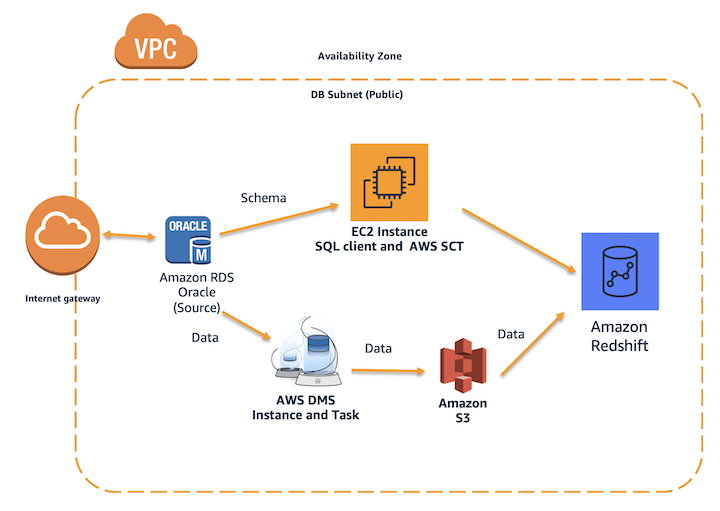 VPC
Availability Zone
DB Subnet (Public)
Schema
EC2 Instance
SQL client and AWS SCT
ORACLE
M
Amazon RDS
Oracle
(Source)
Internet gateway
Amazon
Redshift
Data
Data
Data
AWS DMS
Instance and Task
Amazon
S3